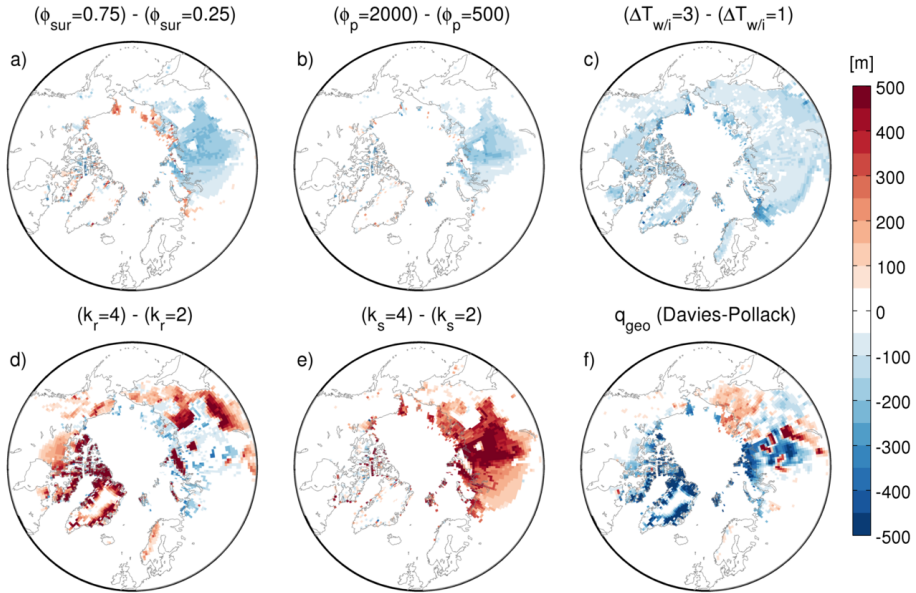 (ϕsur=0.75) - (ϕsur=0.25)
(ϕp=2000) - (ϕp=500)
(ΔTw/i=3) - (ΔTw/i=1)
a)
b)
c)
[m]
500
400
300
200
100
0
-100
-200
-300
-400
-500
(kr=4) - (kr=2)
(ks=4) - (ks=2)
qgeo (Davies-Pollack)
d)
e)
f)